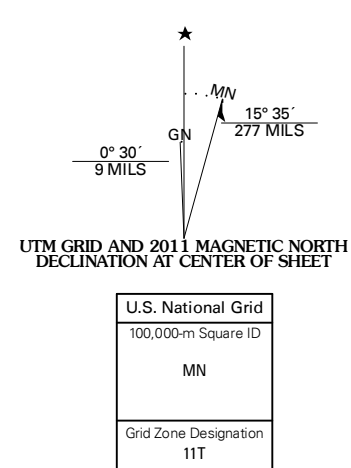 MN
GN
15° 35´
277 MILS
0° 30´
9 MILS
UTM GRID AND 2011 MAGNETIC NORTH
DECLINATION AT CENTER OF SHEET
U.S. National Grid
100,000-m Square ID
MN
Grid Zone Designation
11T